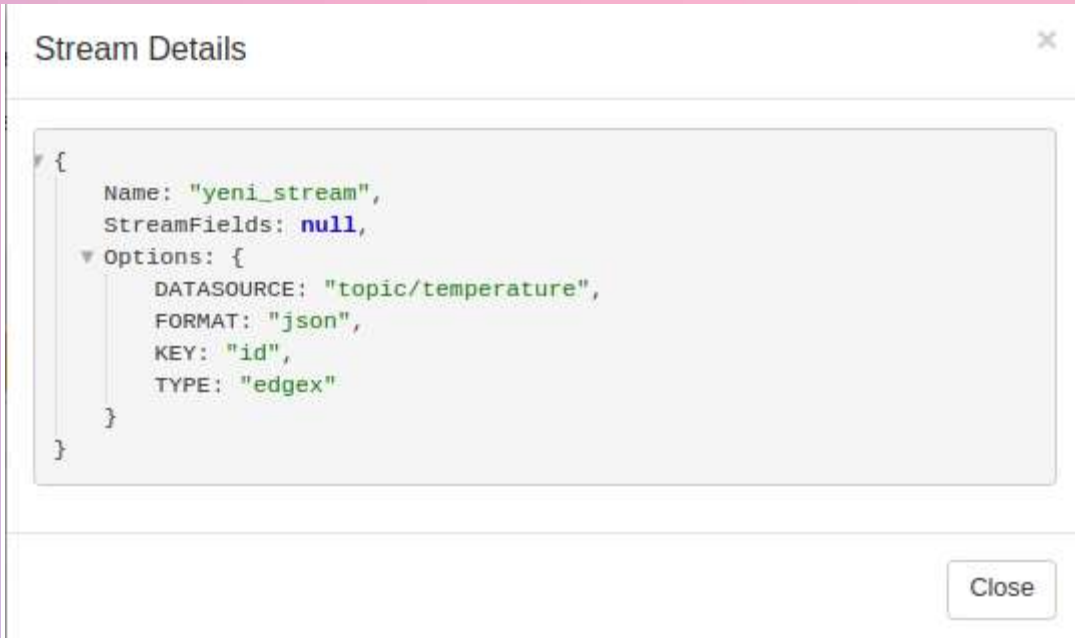 Stream Details
×
▼ {
Name: "yeni_stream",
StreamFields: null,
▼ Options: {
DATASOURCE: "topic/temperature",
FORMAT: "json",
KEY: "id",
TYPE: "edgex"
}
}
Close